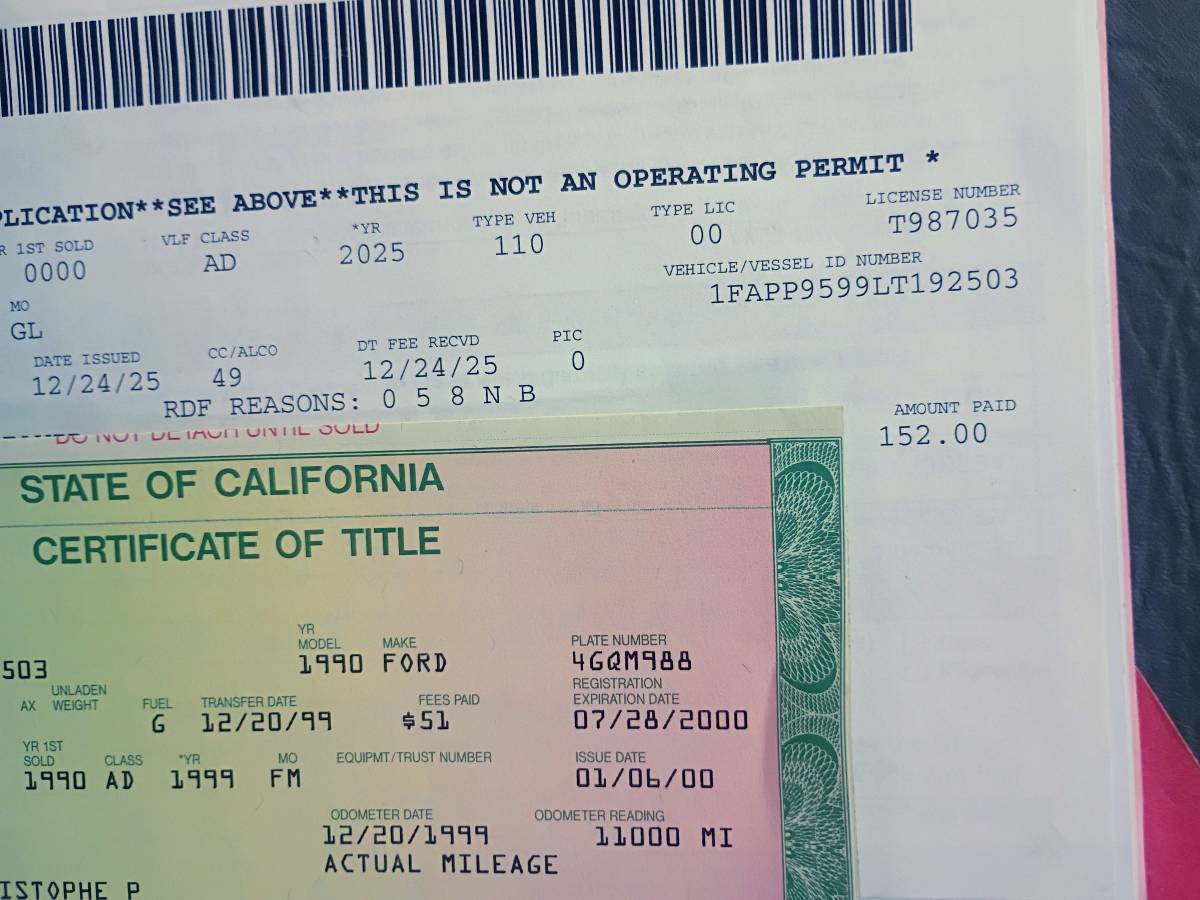 PLICATION**SEE ABOVE**THIS IS NOT AN OPERATING PERMIT *
R 1ST SOLD VLF CLASS *YR TYPE VEH TYPE LIC LICENSE NUMBER
0000 AD 2025 110 00 T987035
MO VEHICLE/VESSEL ID NUMBER
GL 1FAPP9599LT192503
DATE ISSUED CC/ALCO DT FEE RECVD PIC
12/24/25 49 12/24/25 0
RDF REASONS: 0 5 8 N B
AMOUNT PAID
152.00
DO NOT DETACH UNTIL SOLD
STATE OF CALIFORNIA
CERTIFICATE OF TITLE
YR
MODEL MAKE PLATE NUMBER
503 1990 FORD 4GQM988
UNLADEN REGISTRATION
AX WEIGHT FUEL TRANSFER DATE FEES PAID EXPIRATION DATE
G 12/20/99 $51 07/28/2000
YR 1ST
SOLD CLASS *YR MO EQUIPMT/TRUST NUMBER ISSUE DATE
1990 AD 1999 FM 01/06/00
ODOMETER DATE ODOMETER READING
12/20/1999 11000 MI
ACTUAL MILEAGE
ISTOPHE P